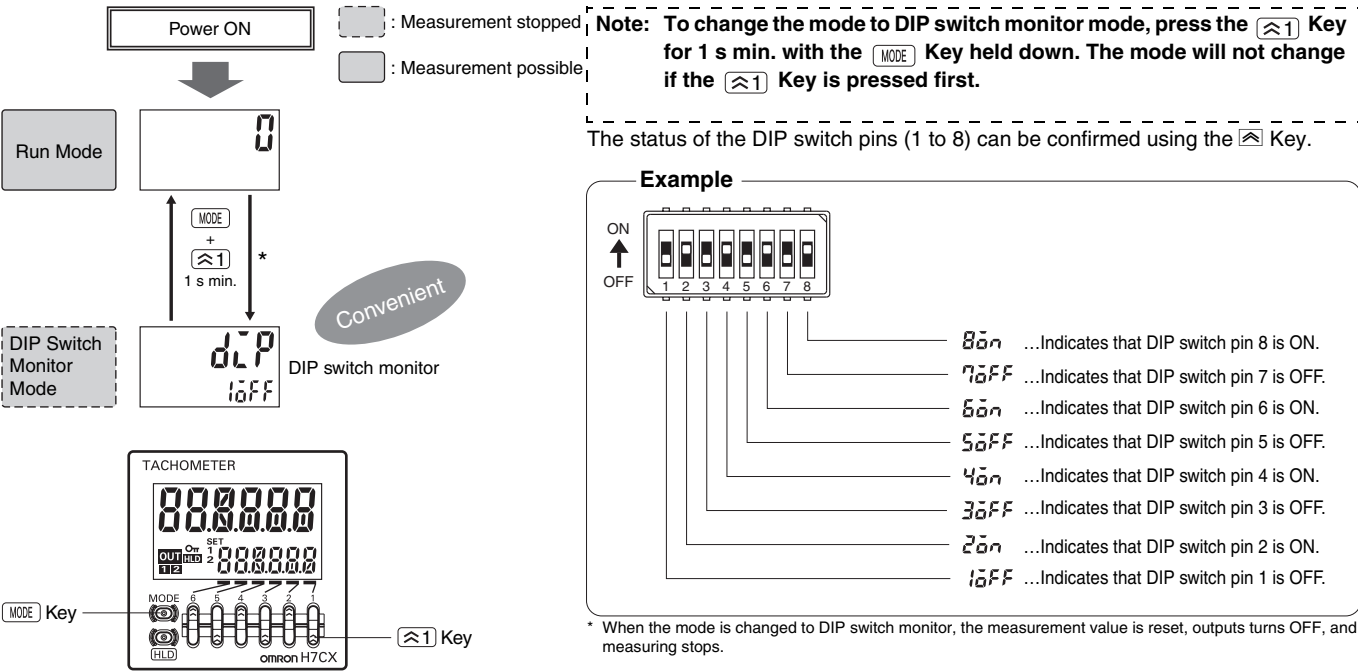 Power ON
: Measurement stopped
: Measurement possible
Run Mode
0
MODE
+
1
1 s min.
*
Convenient
DIP Switch
Monitor
Mode
diP
1oFF
DIP switch monitor
TACHOMETER
888888
SET
OUT HLD 1
1 2 2 888888
MODE 6 5 4 3 2 1
HLD
OMRON H7CX
MODE Key
1 Key
Note: To change the mode to DIP switch monitor mode, press the 1 Key
for 1 s min. with the MODE Key held down. The mode will not change
if the 1 Key is pressed first.
The status of the DIP switch pins (1 to 8) can be confirmed using the Key.
Example
ON
OFF
1 2 3 4 5 6 7 8
8on ...Indicates that DIP switch pin 8 is ON.
7oFF ...Indicates that DIP switch pin 7 is OFF.
6on ...Indicates that DIP switch pin 6 is ON.
5oFF ...Indicates that DIP switch pin 5 is OFF.
4on ...Indicates that DIP switch pin 4 is ON.
3oFF ...Indicates that DIP switch pin 3 is OFF.
2on ...Indicates that DIP switch pin 2 is ON.
1oFF ...Indicates that DIP switch pin 1 is OFF.
* When the mode is changed to DIP switch monitor, the measurement value is reset, outputs turns OFF, and
measuring stops.